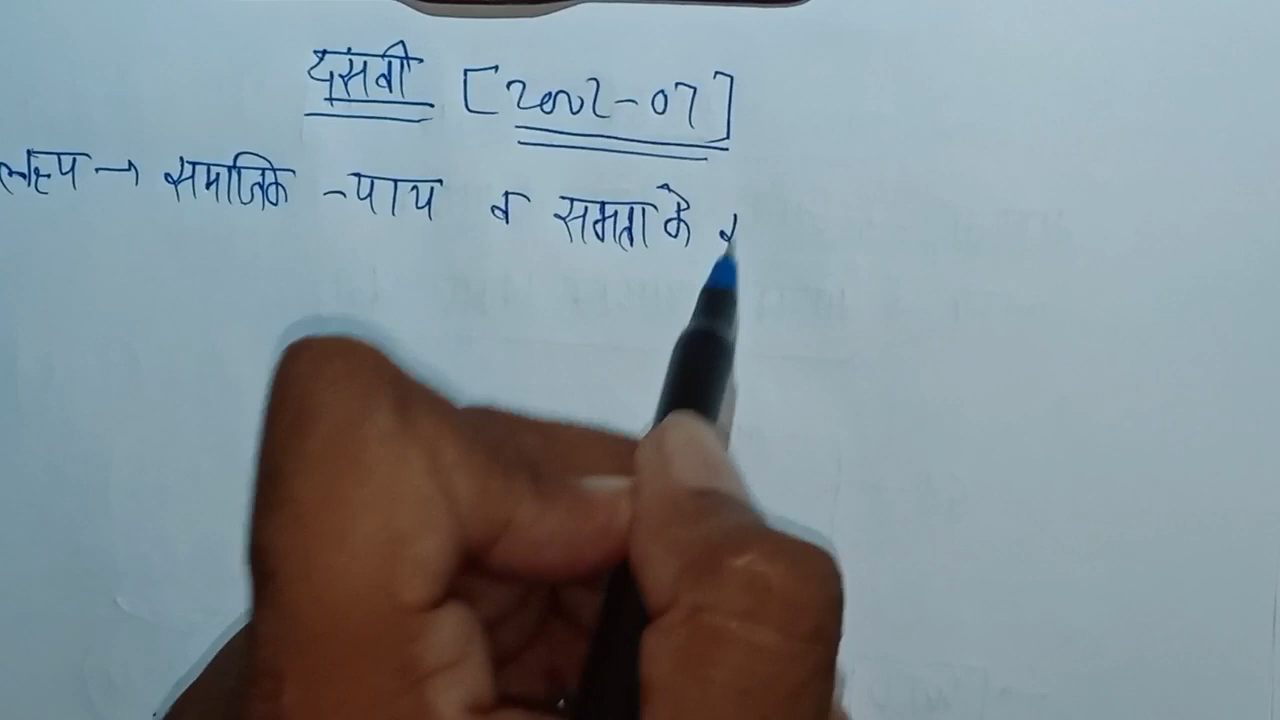 दसवी [2002-07]
लक्ष्य → समाजिक न्याय व समता के